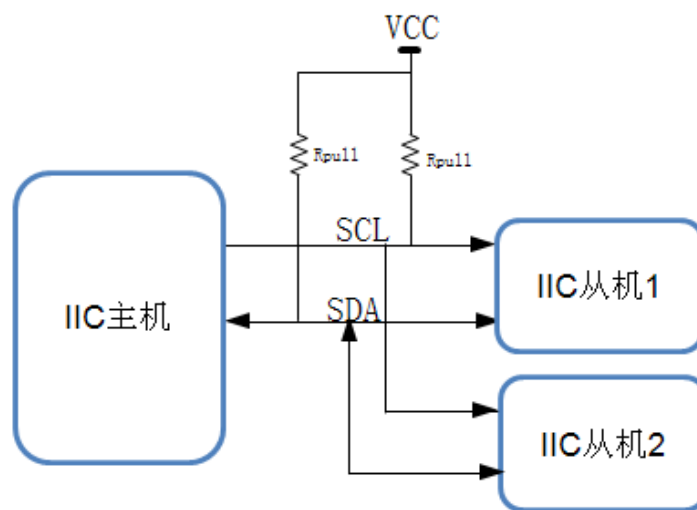 VCC
Rpull
Rpull
SCL
IIC从机1
IIC主机
SDA
IIC从机2